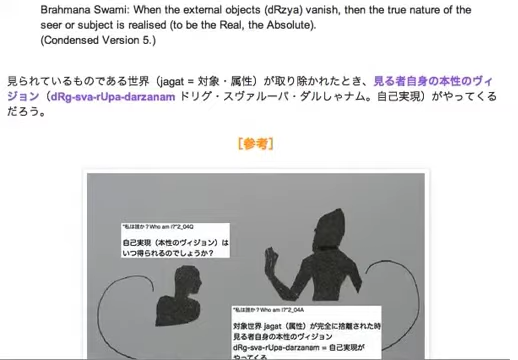 Brahmana Swami: When the external objects (dRzya) vanish, then the true nature of the
seer or subject is realised (to be the Real, the Absolute).
(Condensed Version 5.)
見られているものである世界（jagat = 対象・属性）が取り除かれたとき、見る者自身の本性のヴィ
ジョン（dRg-sva-rUpa-darzanam ドリグ・スヴァルーパ・ダルしゃナム。自己実現）がやってくる
だろう。
［参考］
"私は誰か？Who am I?"2_04Q
自己実現（本性のヴィジョン）は
いつ得られるのでしょうか？
"私は誰か？Who am I?"2_04A
対象世界 jagat（属性）が完全に捨離された時
見る者自身の本性のヴィジョン
dRg-sva-rUpa-darzanam = 自己実現が
やってくる